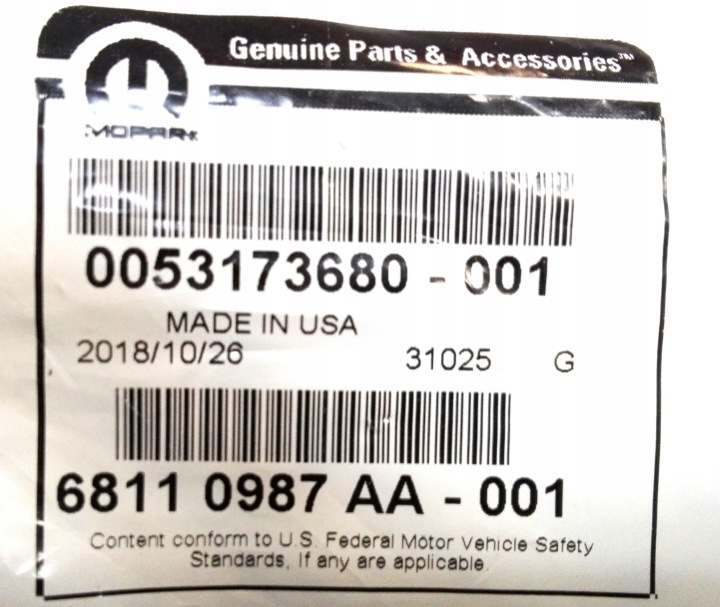 Genuine Parts & Accessories™
MOPAR
0053173680 - 001
MADE IN USA
2018/10/26 31025 G
6811 0987 AA - 001
Content conform to U.S. Federal Motor Vehicle Safety
Standards, If any are applicable.